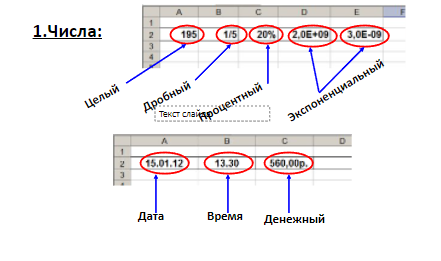 1.Числа:
A B C D E F
1
2 195 1/5 20% 2,0E+09 3,0E-09
3
4
Целый Дробный Процентный Экспоненциальный
Текст слайда
A B C D
1
2 15.01.12 13.30 560,00р.
3
Дата Время Денежный